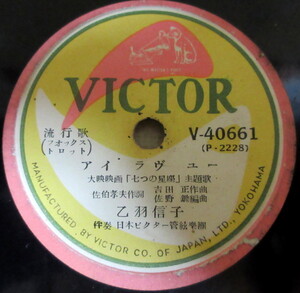 VICTOR
流行歌
(フオックス
トロット)
V-40661
(P-2228)
アイ ラヴ ユー
大映映画「七つの星座」主題歌
佐伯孝夫作詞
吉田 正作曲
佐野 鋤編曲
乙羽信子
伴奏 日本ビクター管弦楽団
MANUFACTURED BY VICTOR CO. OF JAPAN, LTD., YOKOHAMA